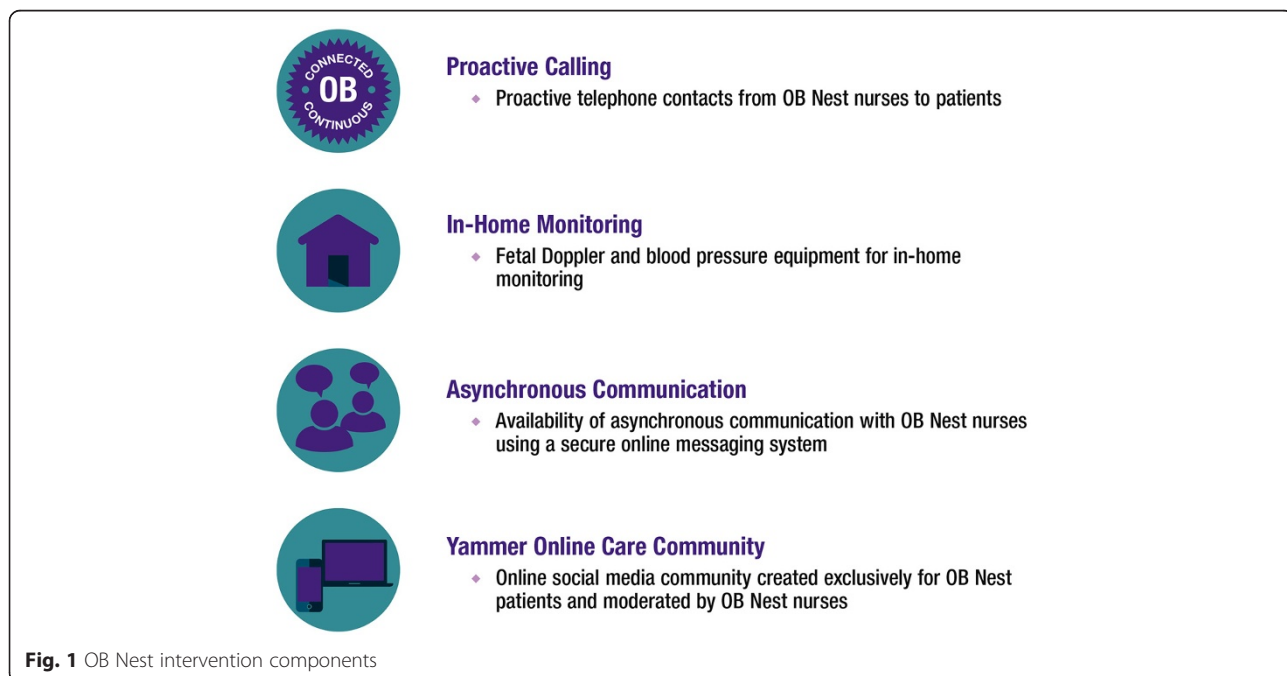 CONNECTED
OB
CONTINUOUS
Proactive Calling
◆ Proactive telephone contacts from OB Nest nurses to patients
In-Home Monitoring
◆ Fetal Doppler and blood pressure equipment for in-home
monitoring
Asynchronous Communication
◆ Availability of asynchronous communication with OB Nest nurses
using a secure online messaging system
Yammer Online Care Community
◆ Online social media community created exclusively for OB Nest
patients and moderated by OB Nest nurses
Fig. 1 OB Nest intervention components